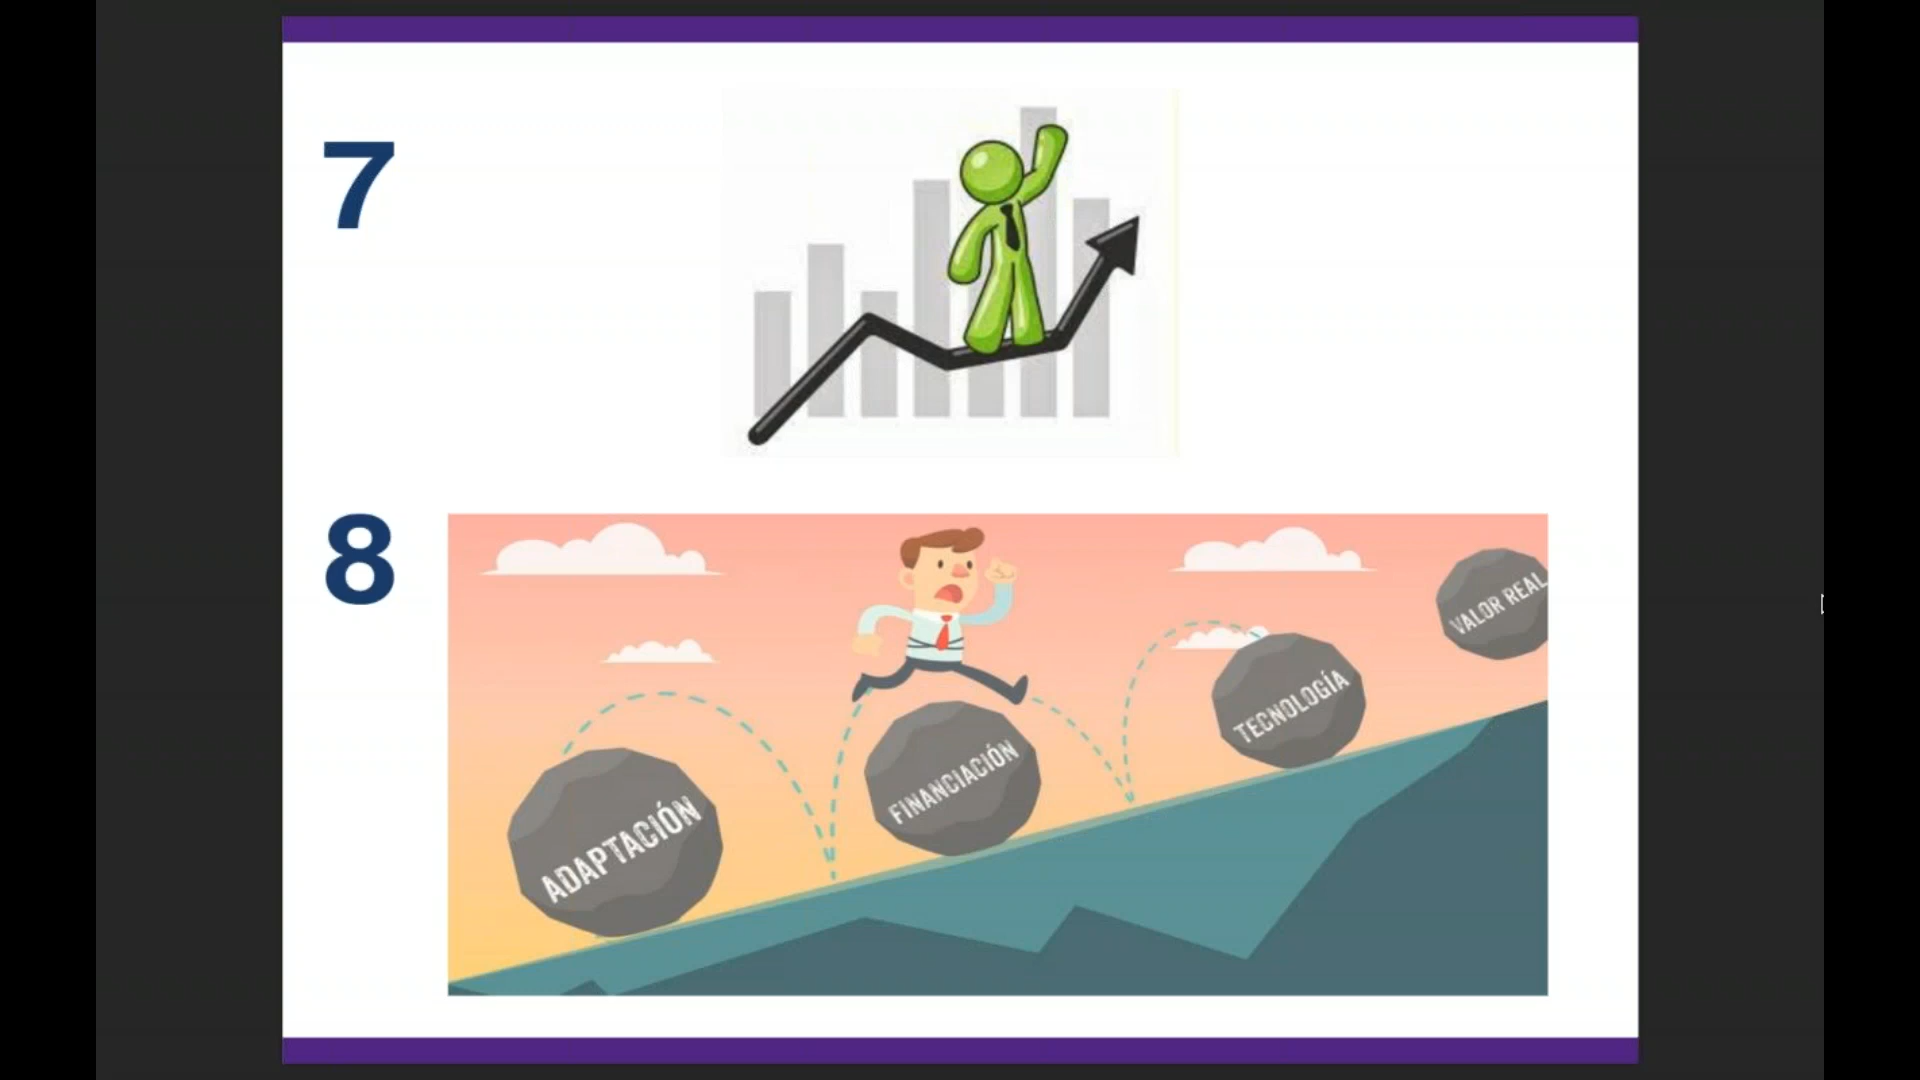 7
8
ADAPTACIÓN
FINANCIACIÓN
TECNOLOGÍA
VALOR REAL